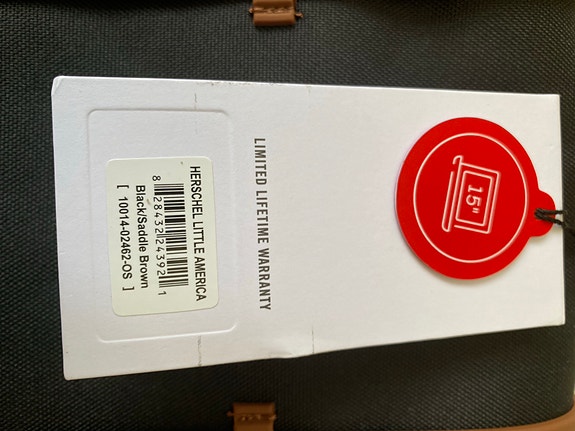 15"
LIMITED LIFETIME WARRANTY
HERSCHEL LITTLE AMERICA
8 28432 24392 1
Black/Saddle Brown
[ 10014-02462-OS ]